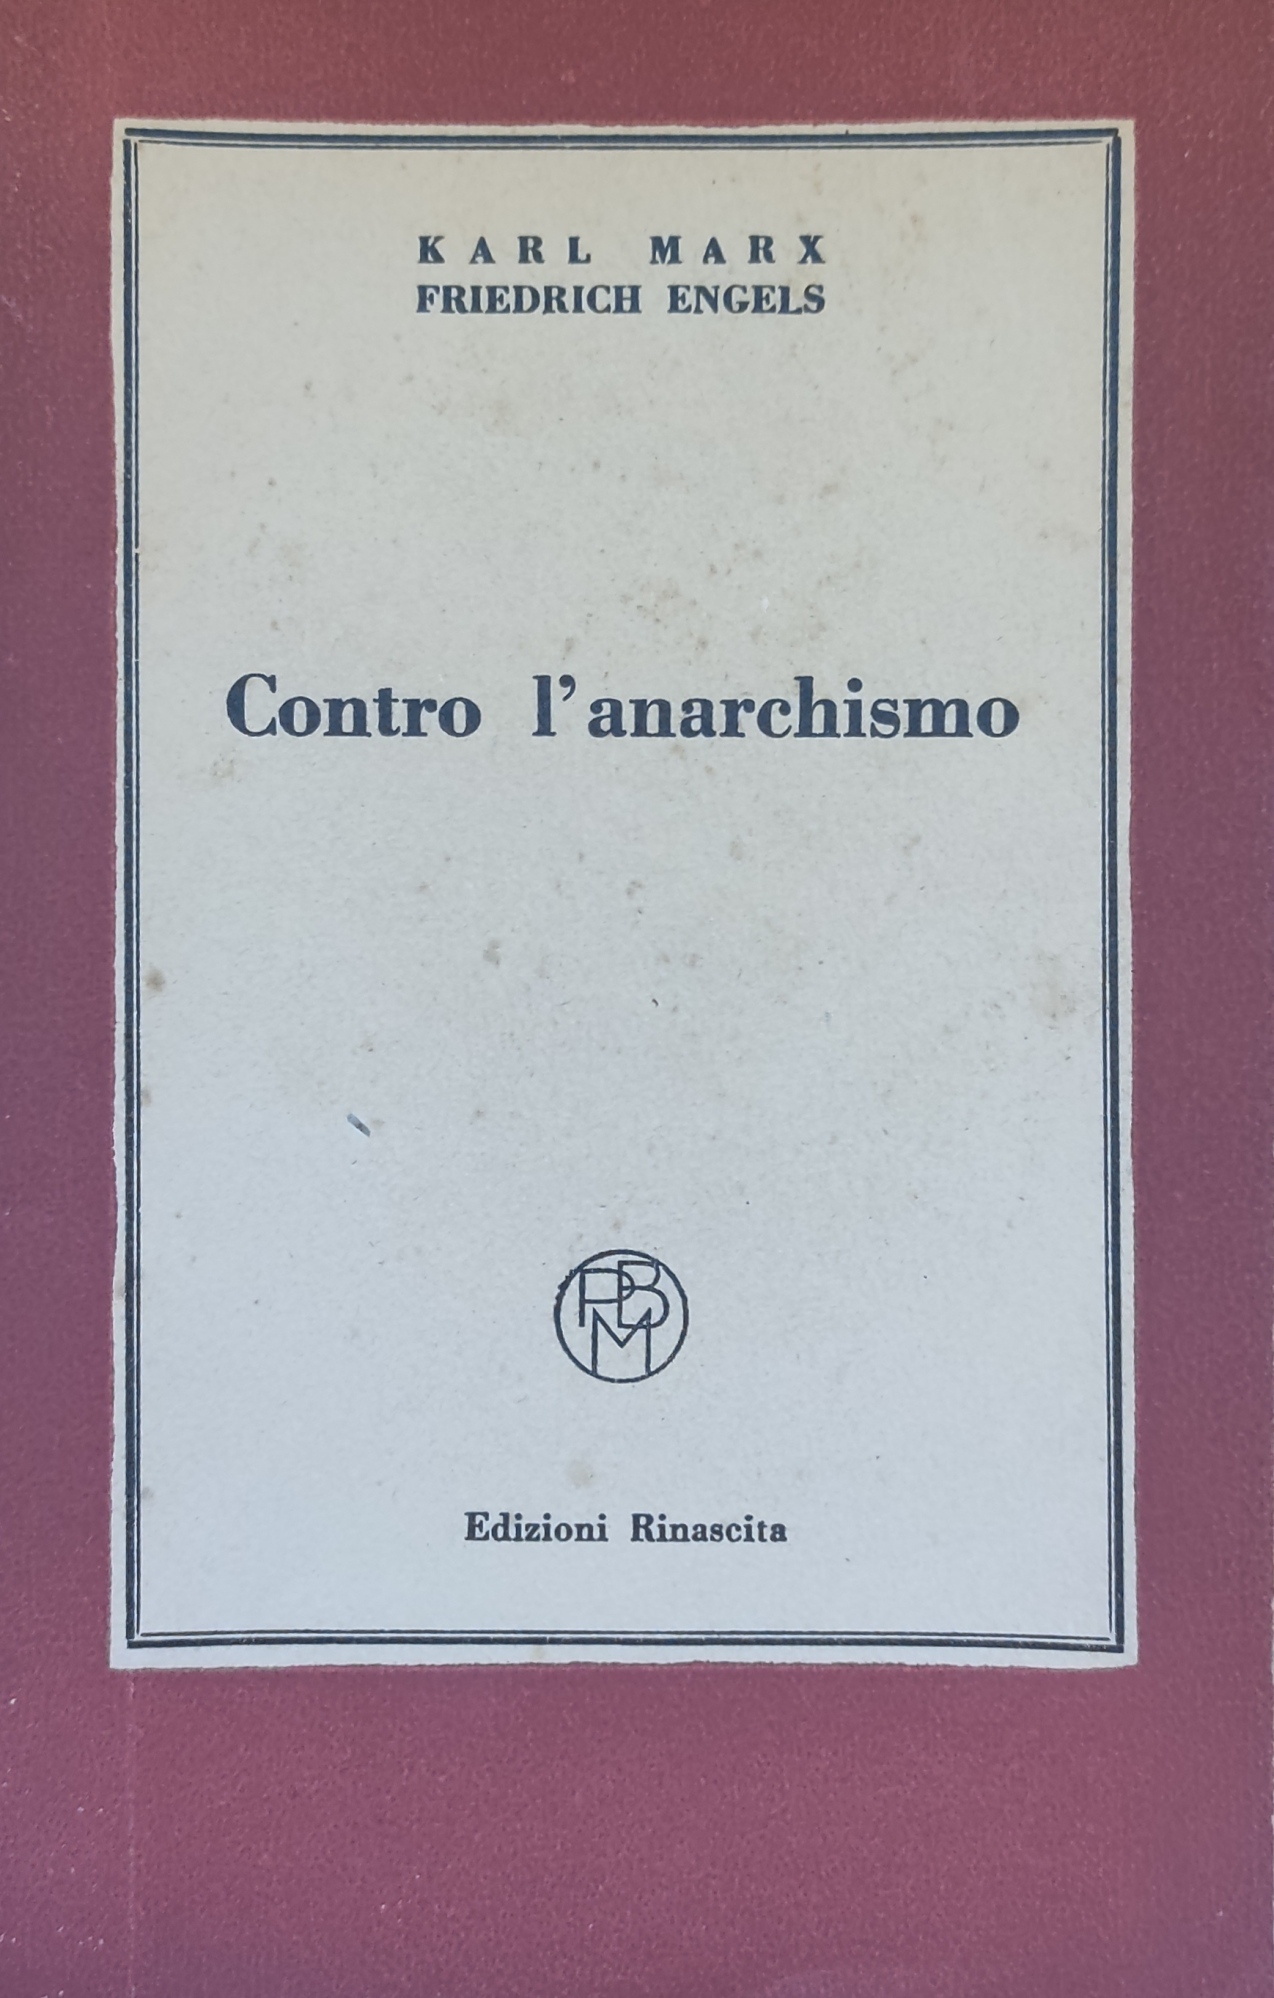 KARL MARX
FRIEDRICH ENGELS
Contro l'anarchismo
PBM
Edizioni Rinascita